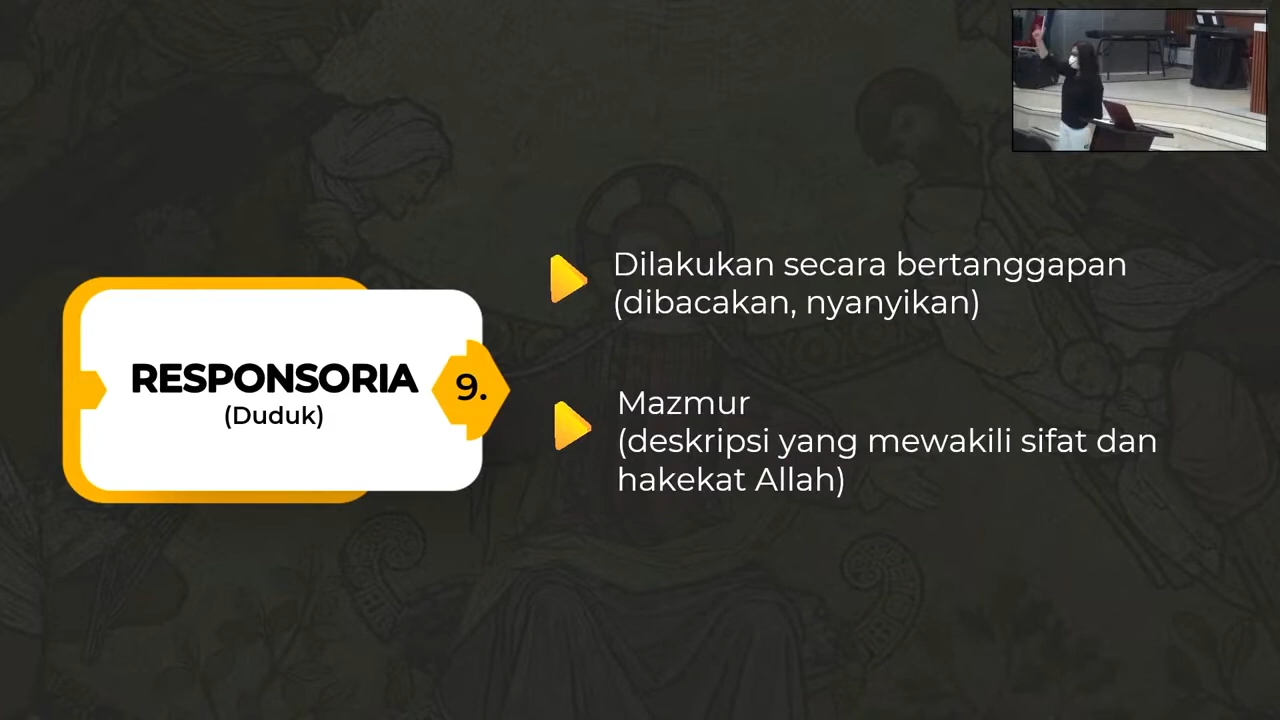 RESPONSORIA
(Duduk)
9.
Dilakukan secara bertanggapan
(dibacakan, nyanyikan)
Mazmur
(deskripsi yang mewakili sifat dan
hakekat Allah)